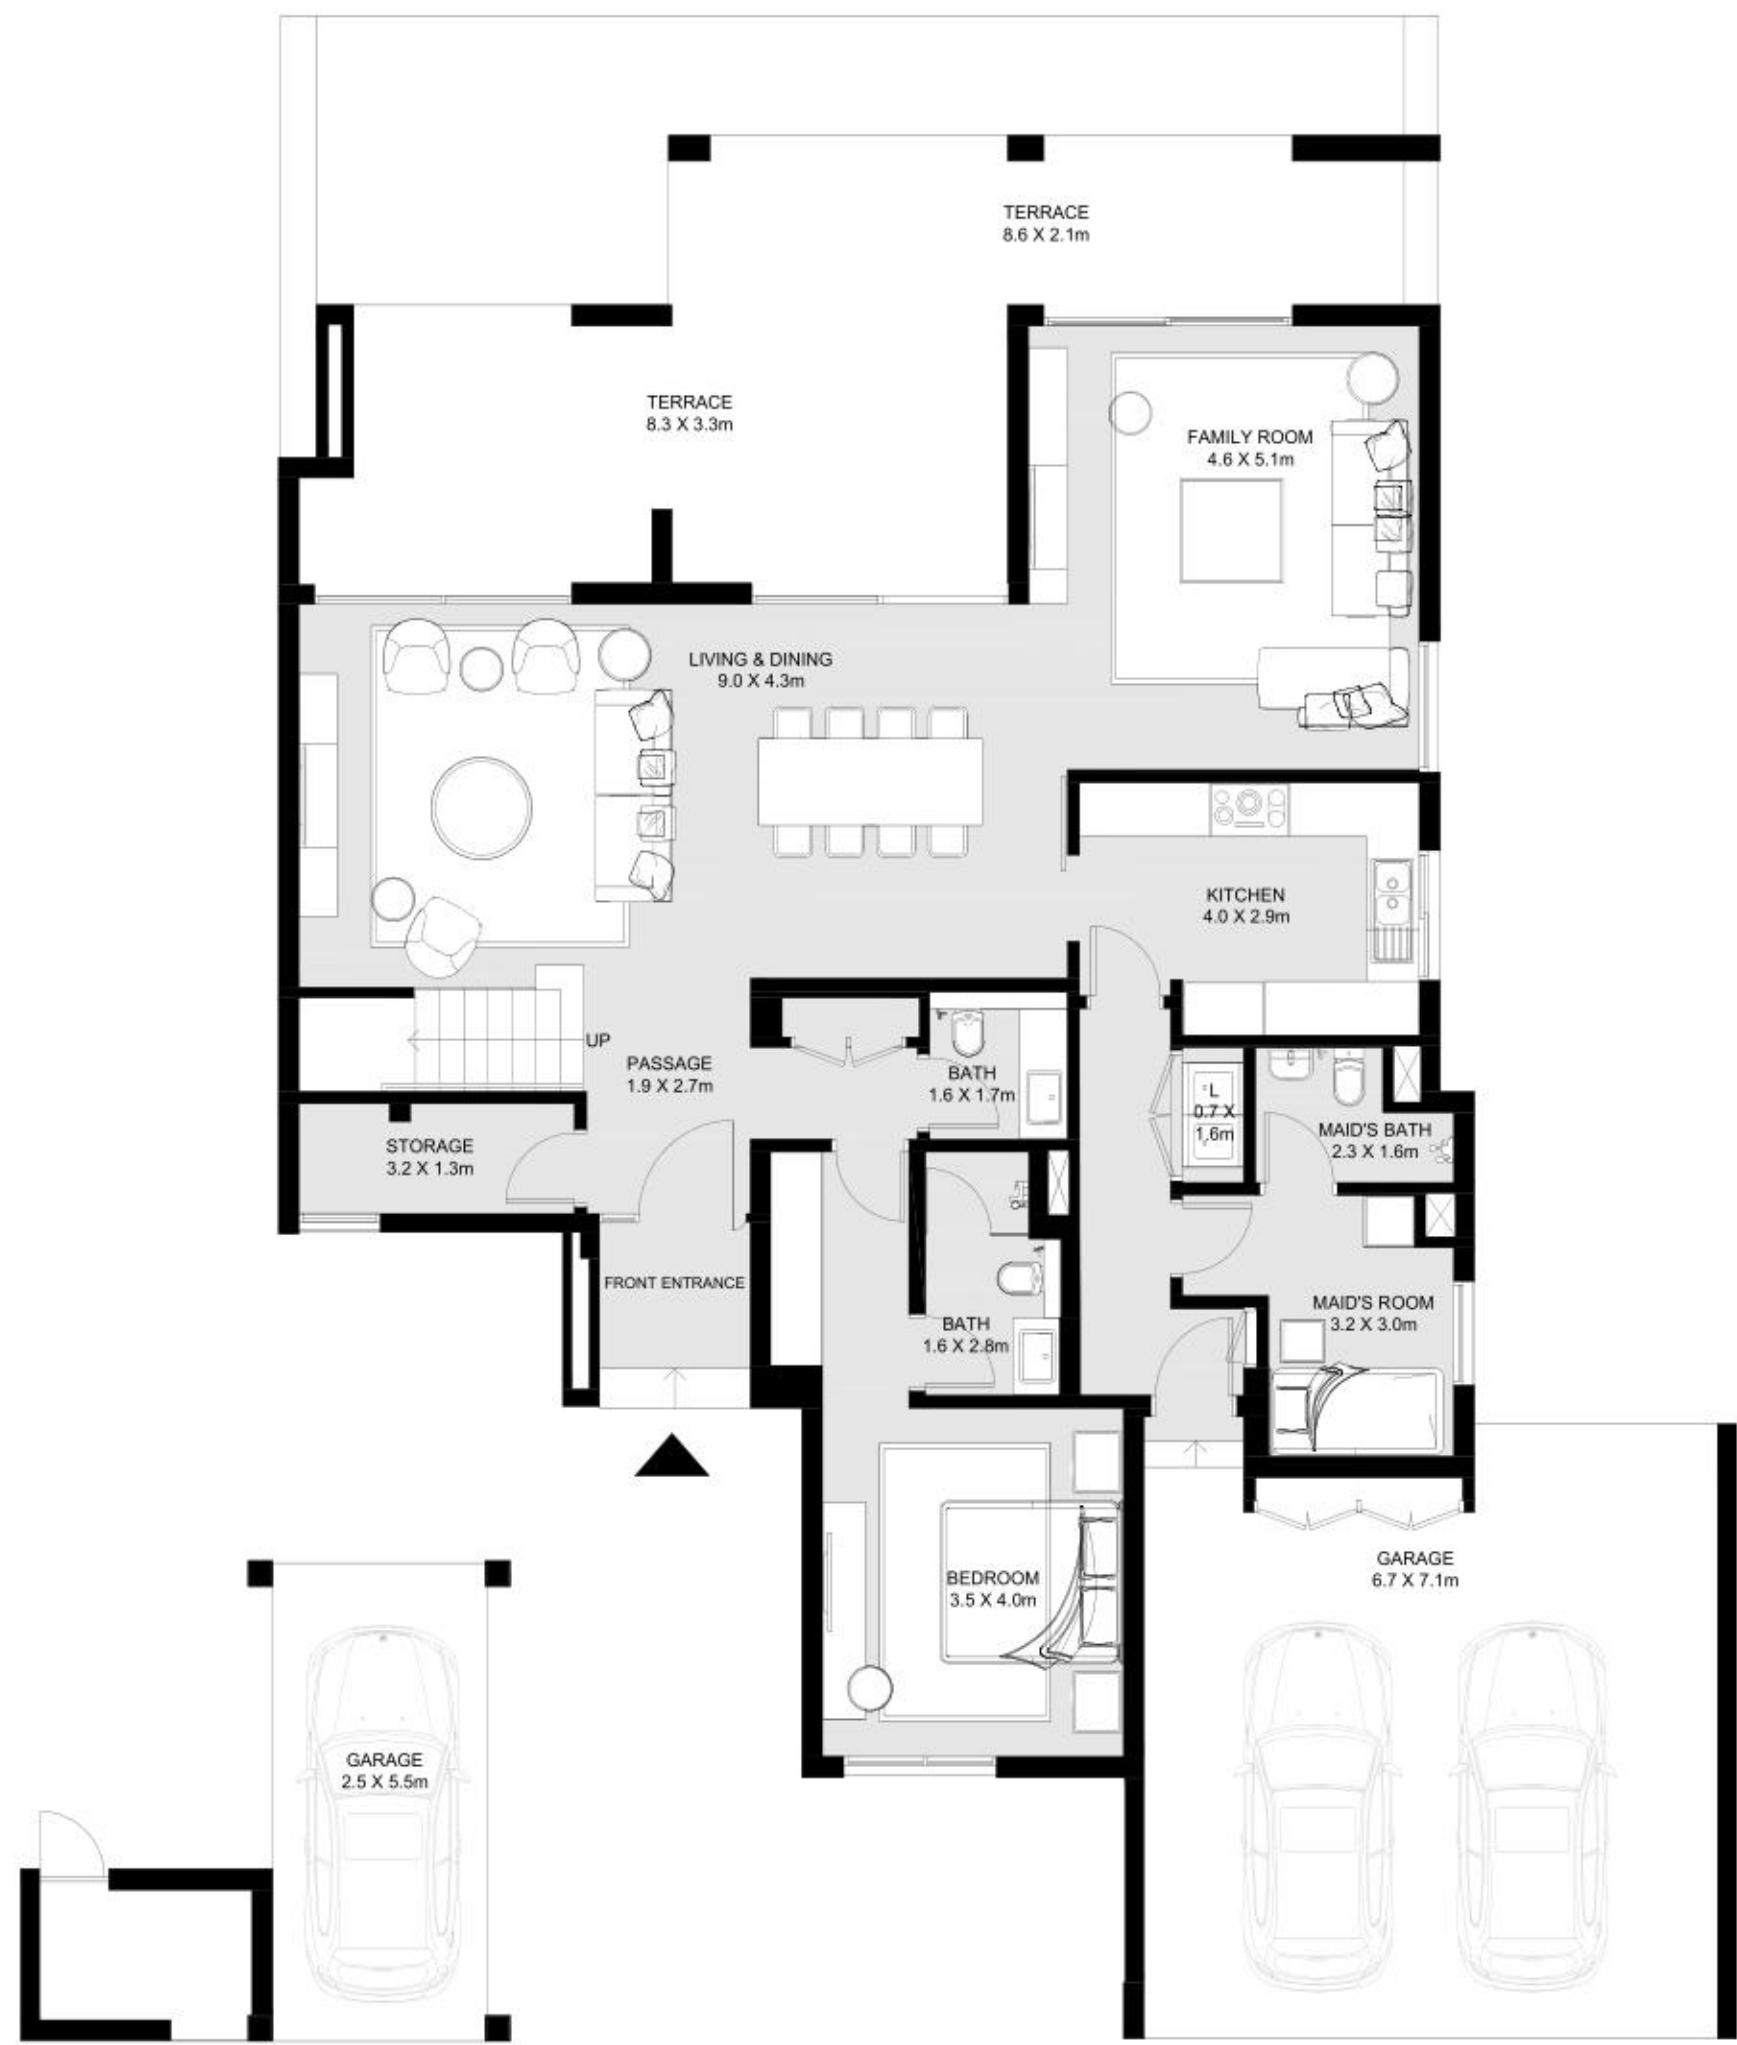 TERRACE
8.6 X 2.1m
TERRACE
8.3 X 3.3m
FAMILY ROOM
4.6 X 5.1m
LIVING & DINING
9.0 X 4.3m
KITCHEN
4.0 X 2.9m
UP
PASSAGE
1.9 X 2.7m
BATH
1.6 X 1.7m
L
0.7 X
1.6m
MAID'S BATH
2.3 X 1.6m
STORAGE
3.2 X 1.3m
FRONT ENTRANCE
BATH
1.6 X 2.8m
MAID'S ROOM
3.2 X 3.0m
BEDROOM
3.5 X 4.0m
GARAGE
6.7 X 7.1m
GARAGE
2.5 X 5.5m